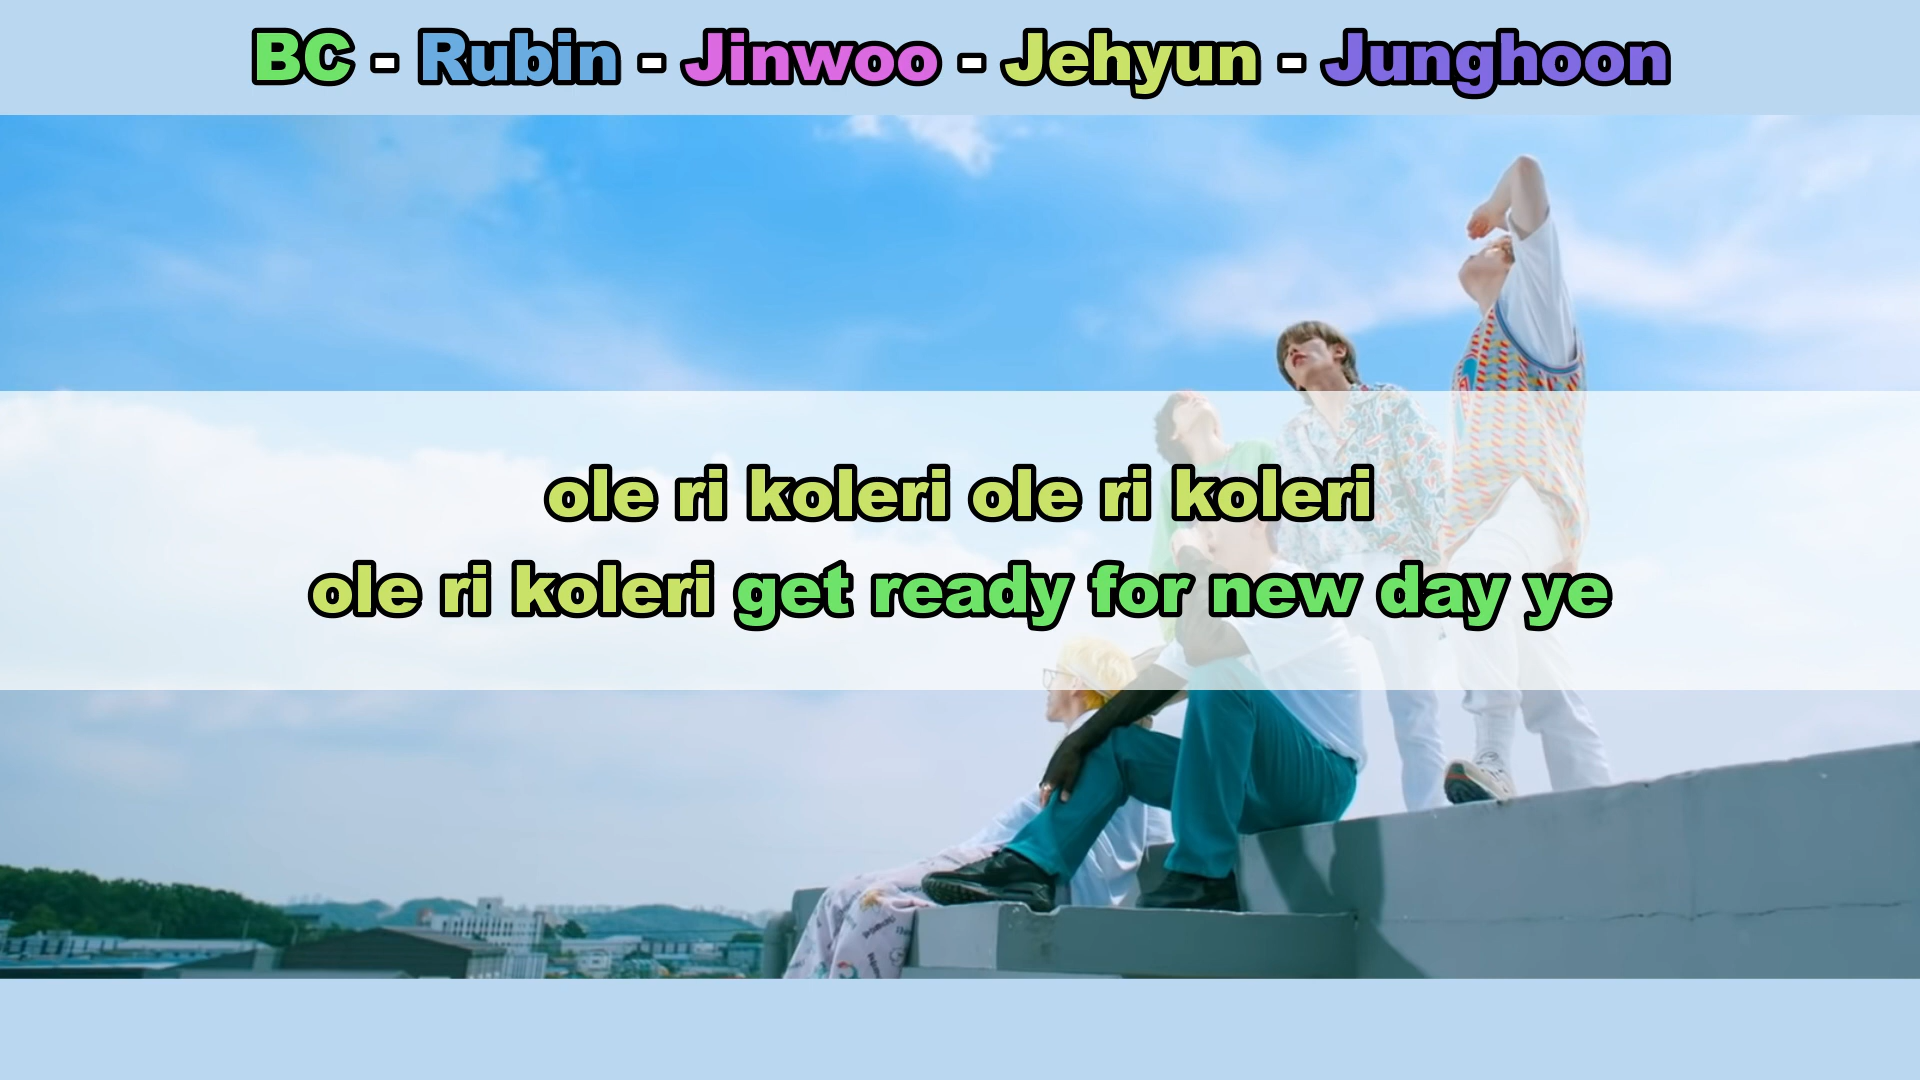 BC - Rubin - Jinwoo - Jehyun - Junghoon
ole ri koleri ole ri koleri
ole ri koleri get ready for new day ye